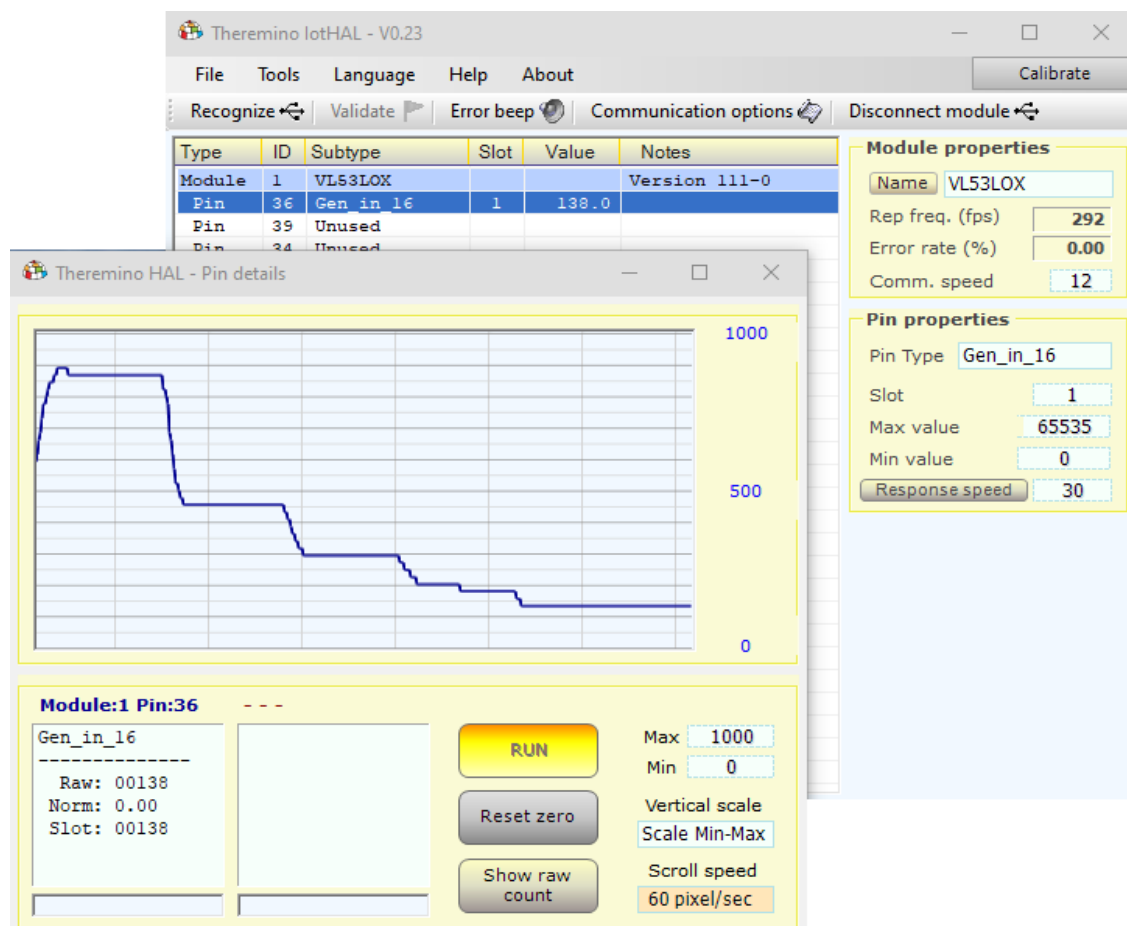 Theremino IotHAL - V0.23
File Tools Language Help About
Calibrate
Recognize Validate Error beep Communication options Disconnect module
Type ID Subtype Slot Value Notes
Module 1 VL53LOX Version 111-0
Pin 36 Gen_in_16 1 138.0
Pin 39 Unused
Pin 34 Unused
Module properties
Name VL53LOX
Rep freq. (fps) 292
Error rate (%) 0.00
Comm. speed 12
Pin properties
Pin Type Gen_in_16
Slot 1
Max value 65535
Min value 0
Response speed 30
Theremino HAL - Pin details
1000
500
0
Module:1 Pin:36 - - -
Gen_in_16
--------------
Raw: 00138
Norm: 0.00
Slot: 00138
RUN
Reset zero
Show raw
count
Max 1000
Min 0
Vertical scale
Scale Min-Max
Scroll speed
60 pixel/sec